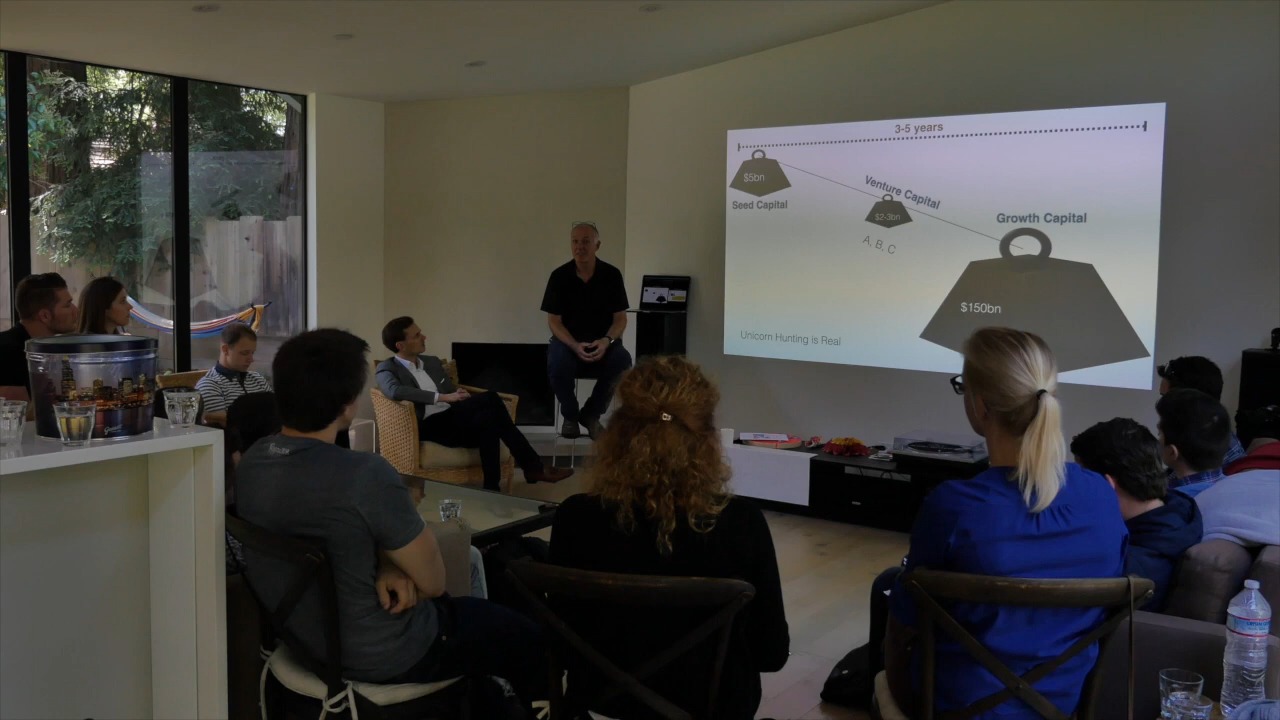 3-5 years
$5bn
Seed Capital
Venture Capital
$2-3bn
A, B, C
Growth Capital
$150bn
Unicorn Hunting is Real